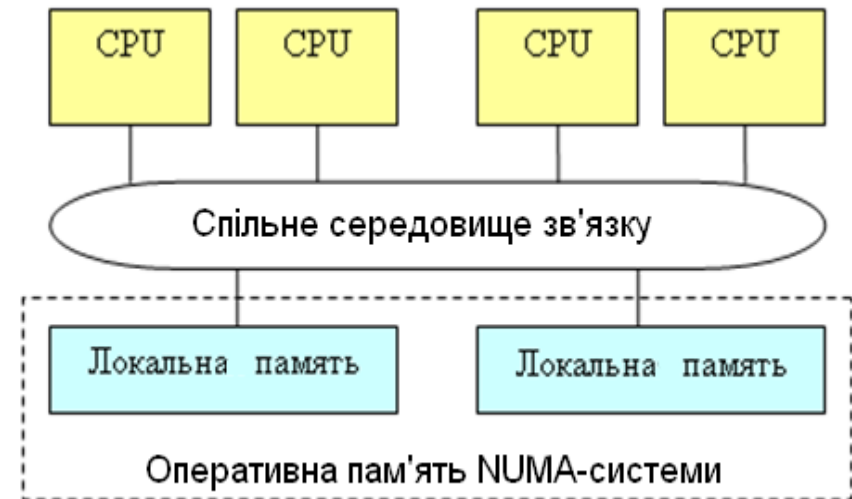 CPU CPU CPU CPU
Спільне середовище зв'язку
Локальна память Локальна память
Оперативна пам'ять NUMA-системи